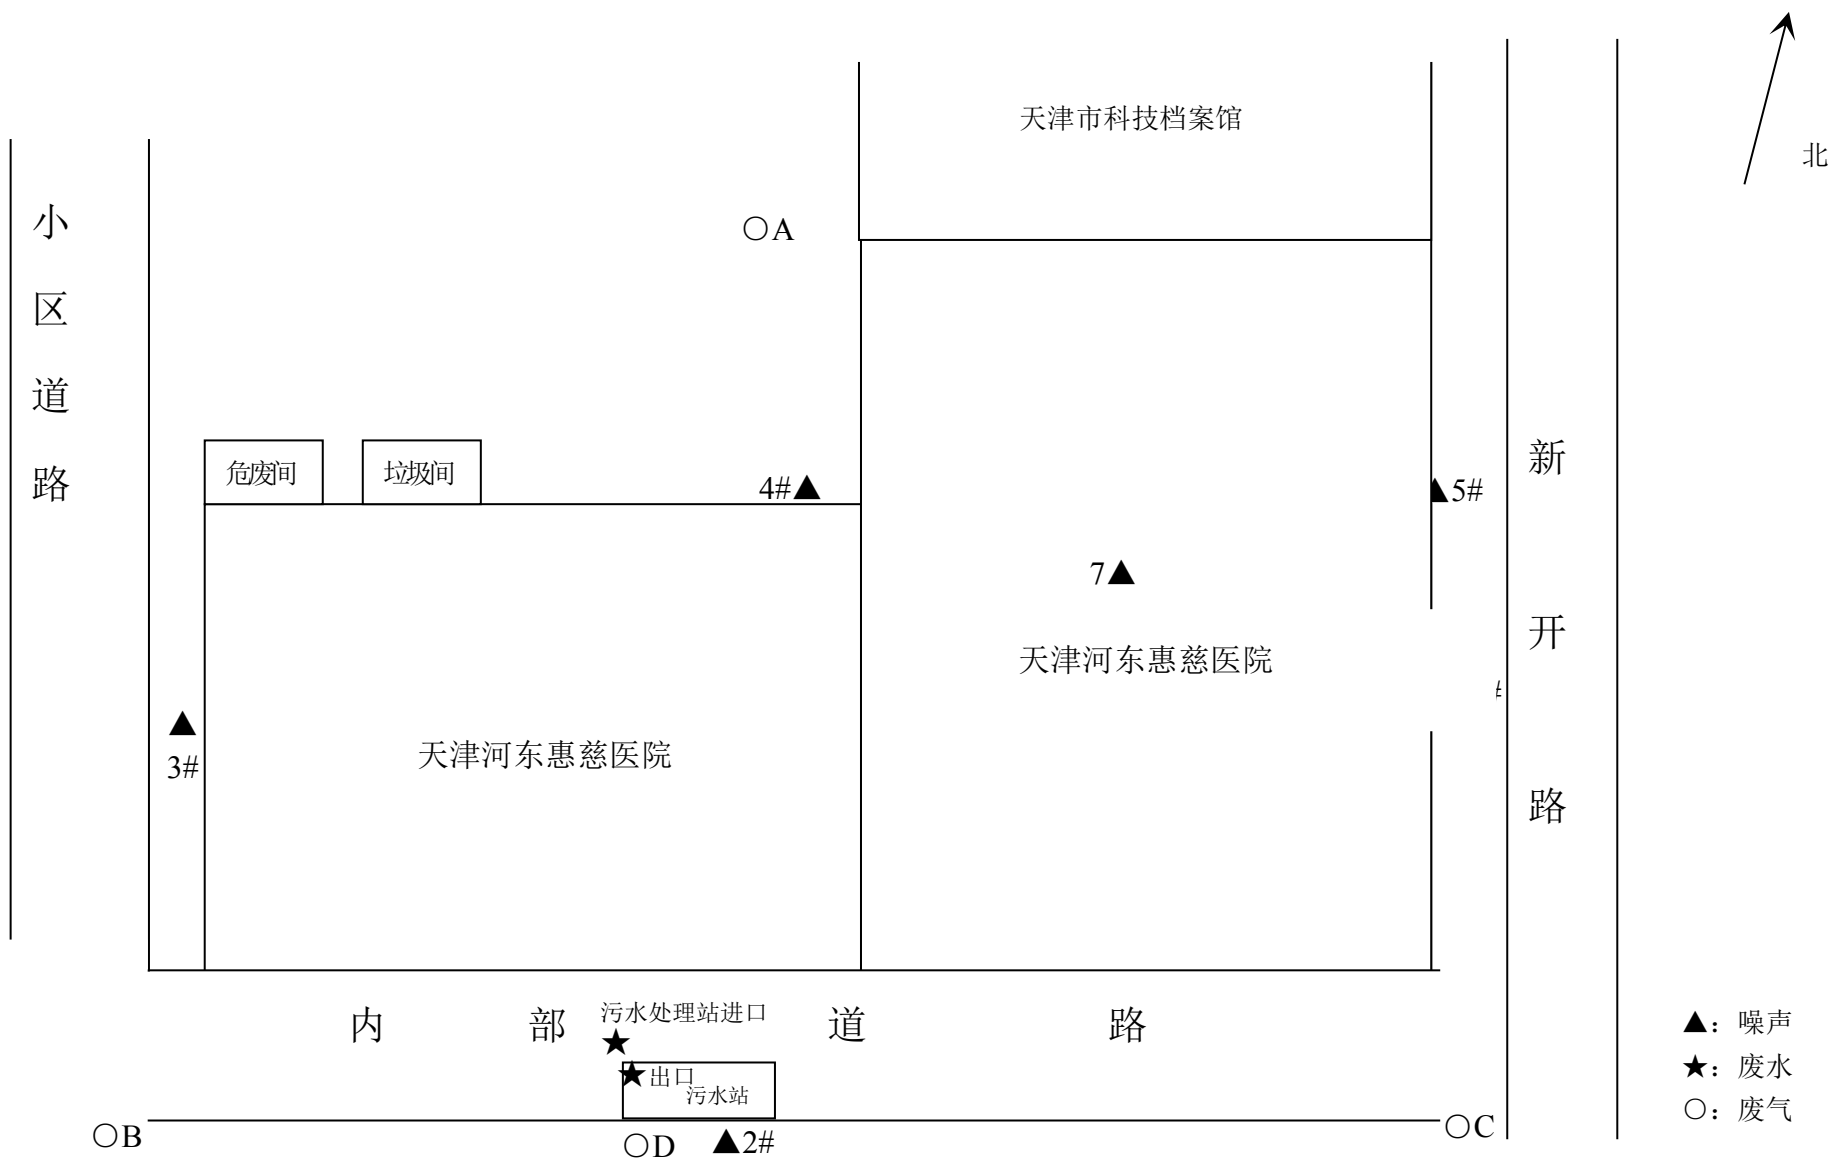 天津市科技档案馆
北
○A
小区道路
危废间
垃圾间
4#▲
▲5#
新开路
7▲
天津河东惠慈医院
#
▲
3#
天津河东惠慈医院
内部道路
污水处理站进口
★
★出口
污水站
▲：噪声
★：废水
○：废气
○B
○D
▲2#
○C